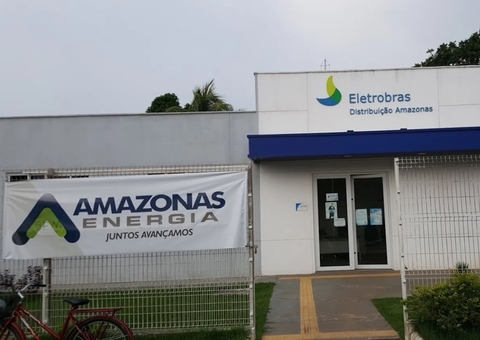 Eletrobras
Distribuição Amazonas
AMAZONAS
ENERGIA
JUNTOS AVANÇAMOS